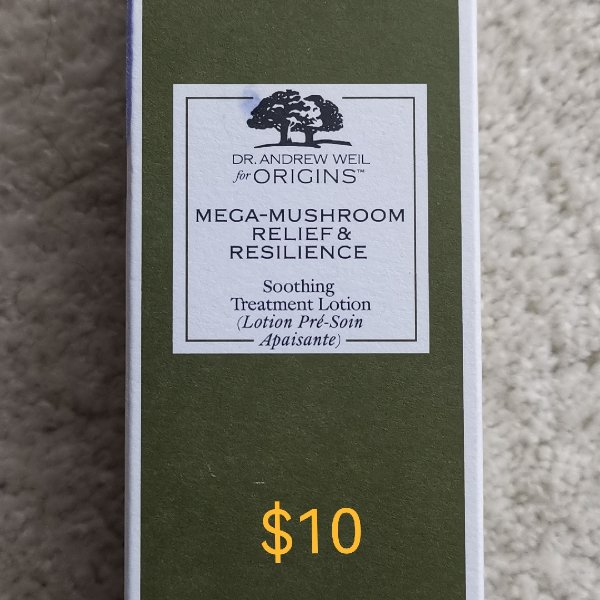 DR. ANDREW WEIL
for ORIGINS™
MEGA-MUSHROOM
RELIEF &
RESILIENCE
Soothing
Treatment Lotion
(Lotion Pré-Soin
Apaisante)
$10